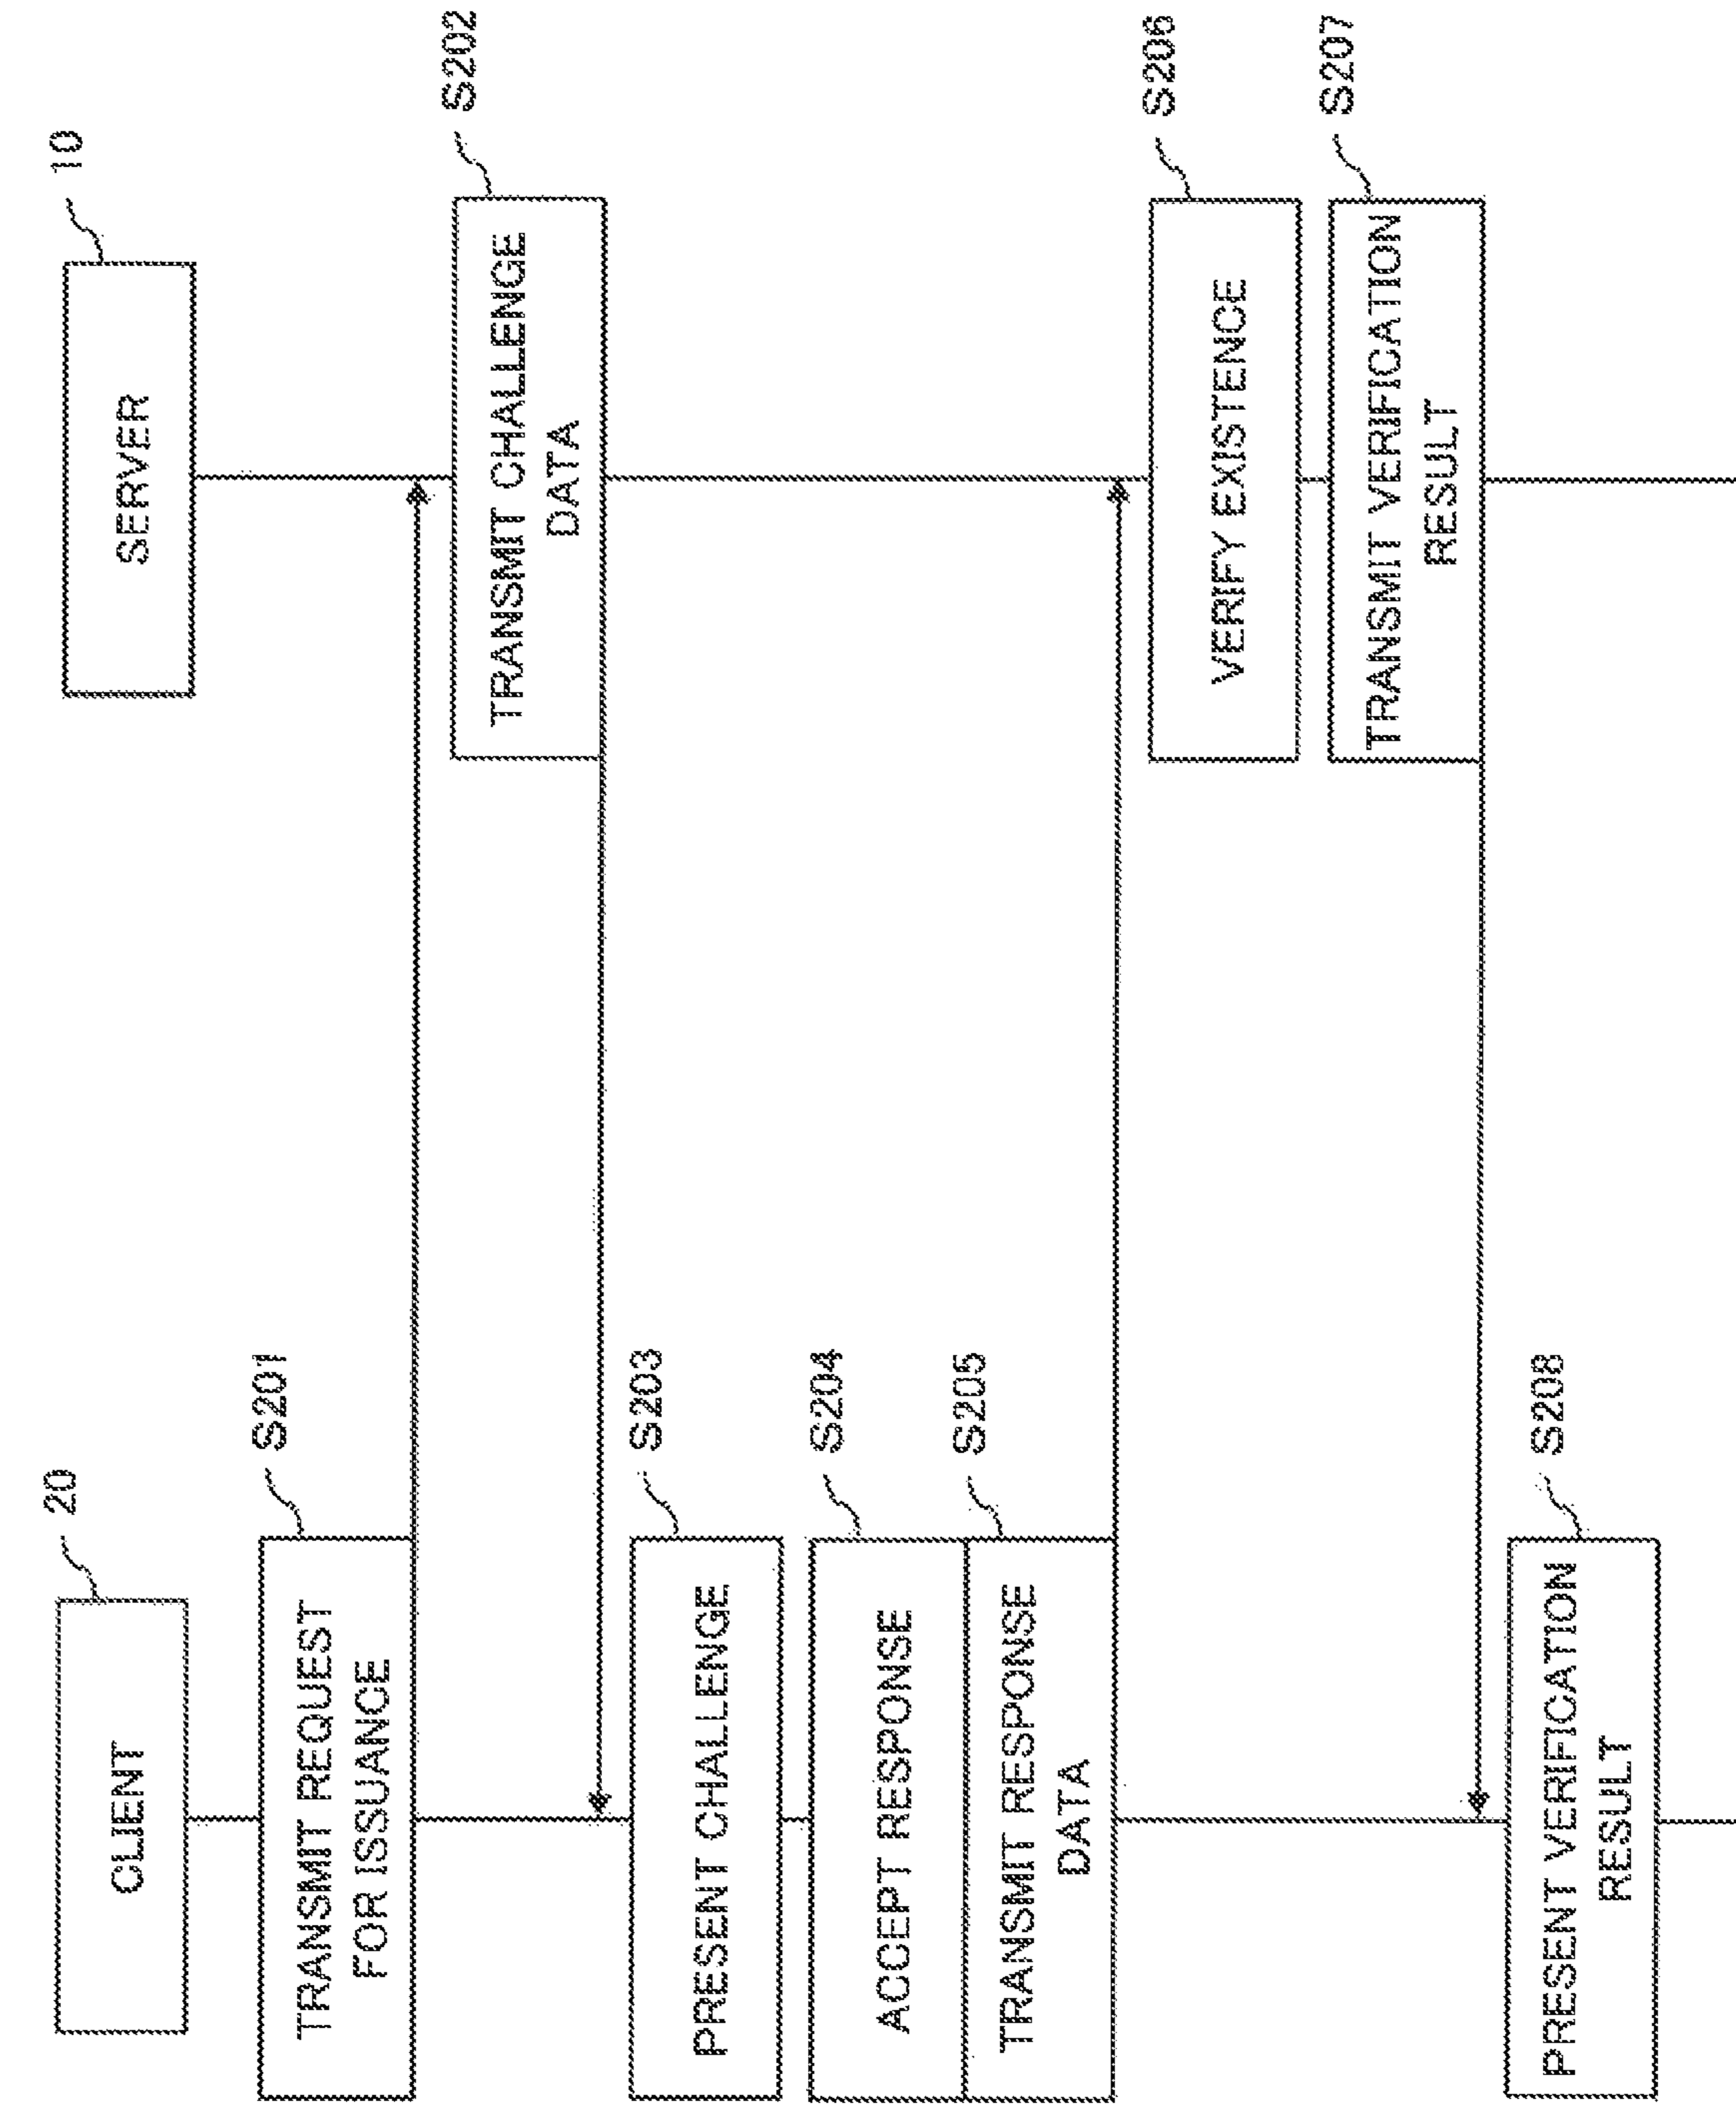 20
CLIENT
10
SERVER
S201
TRANSMIT REQUEST
FOR ISSUANCE
S202
TRANSMIT CHALLENGE
DATA
S203
PRESENT CHALLENGE
S204
ACCEPT RESPONSE
S205
TRANSMIT RESPONSE
DATA
S206
VERIFY EXISTENCE
S207
TRANSMIT VERIFICATION
RESULT
S208
PRESENT VERIFICATION
RESULT